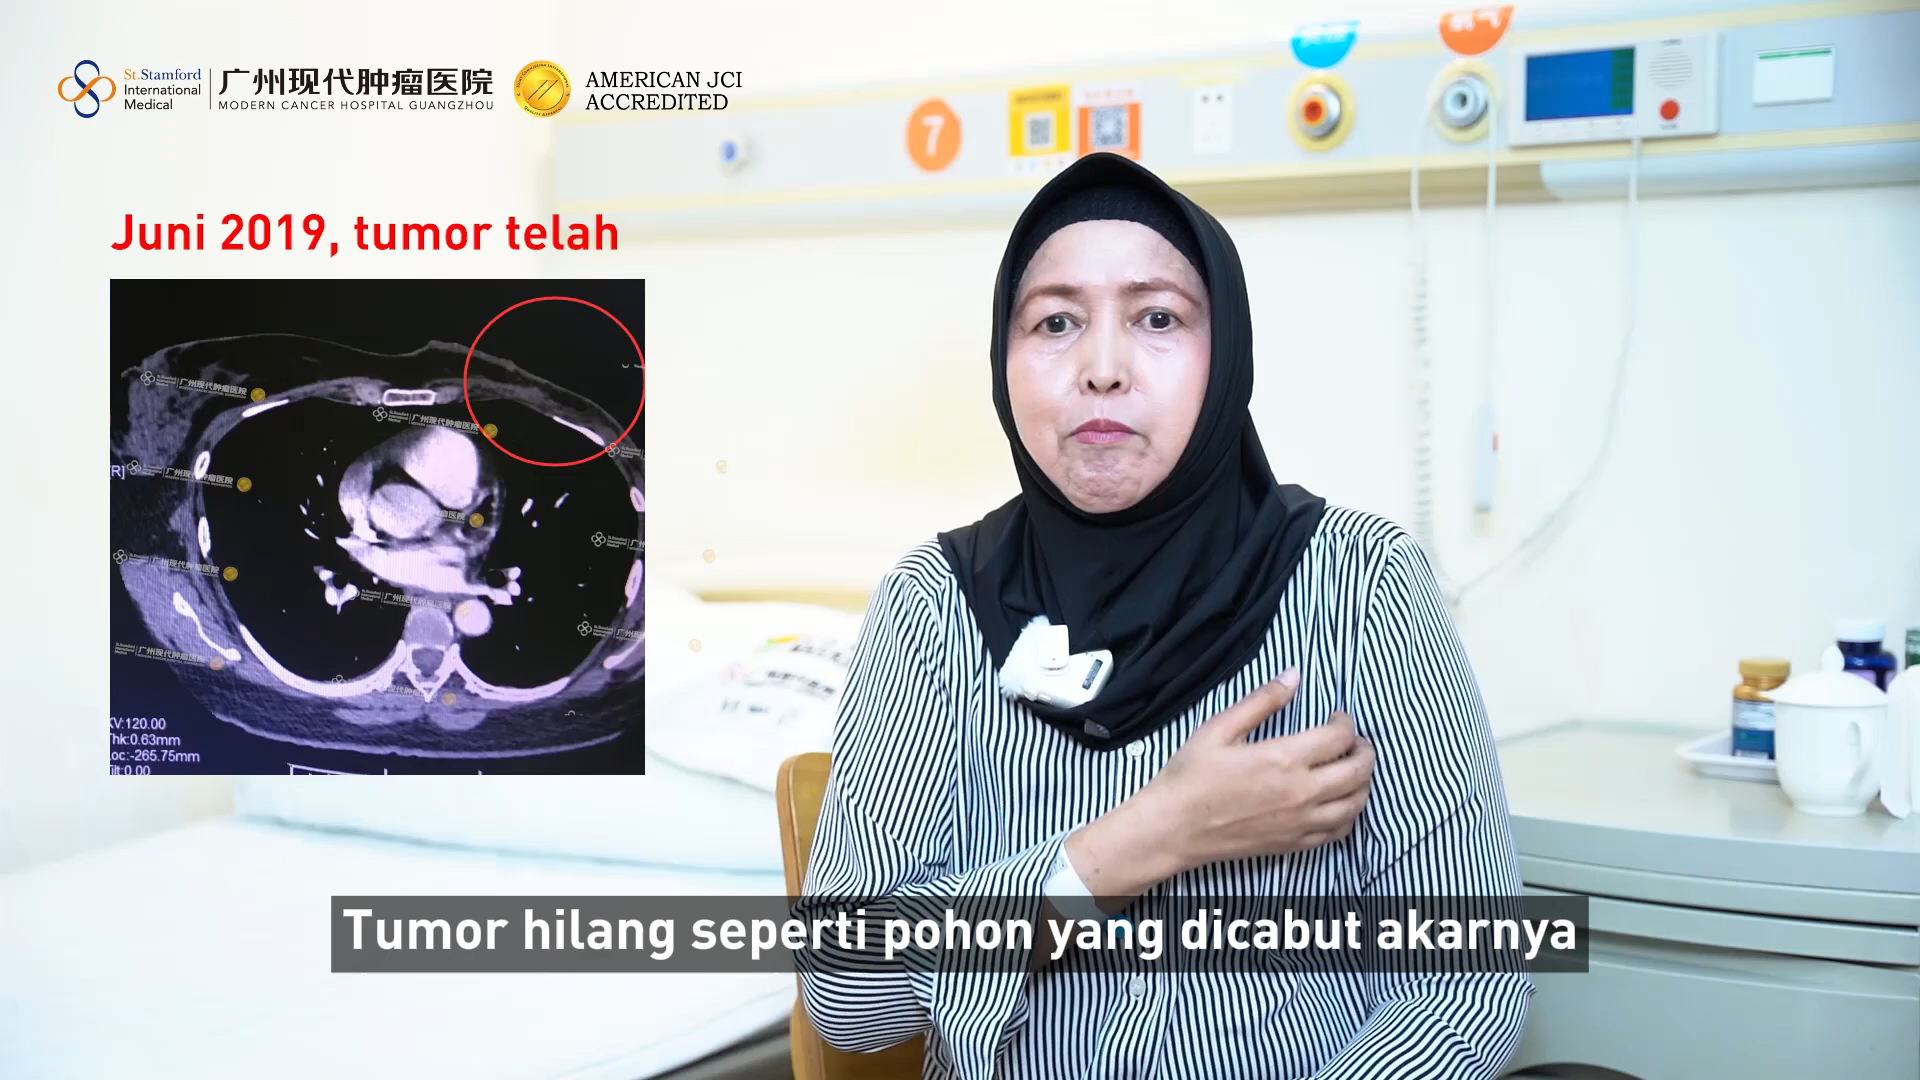 St.Stamford
International
Medical
广州现代肿瘤医院
MODERN CANCER HOSPITAL GUANGZHOU
AMERICAN JCI
ACCREDITED
7
Juni 2019, tumor telah
[R]
KV:120.00
Thk:0.63mm
Loc:-265.75mm
Tilt:0.00
Tumor hilang seperti pohon yang dicabut akarnya